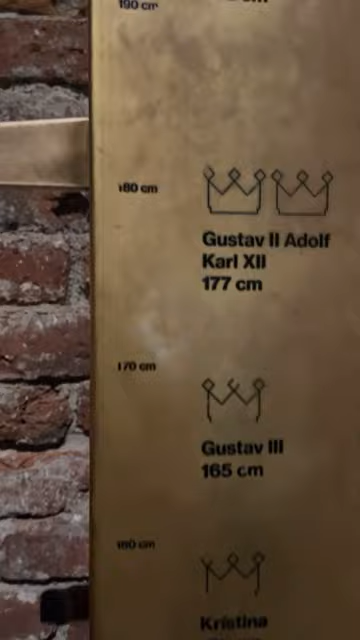 190 cm
cm
180 cm
Gustav II Adolf
Karl XII
177 cm
170 cm
Gustav III
165 cm
160 cm
Kristina